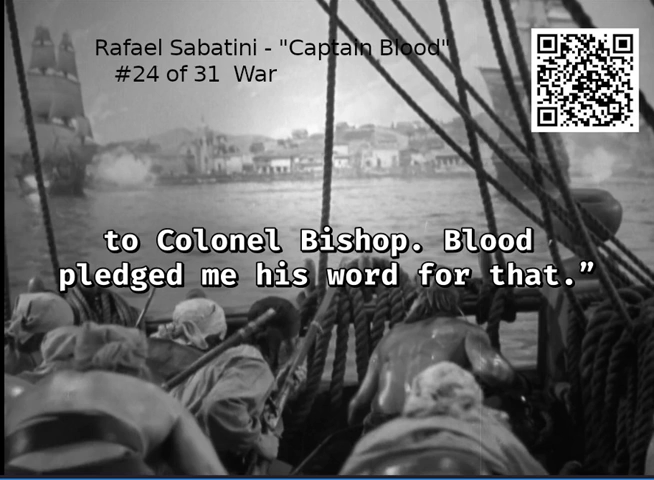 Rafael Sabatini - "Captain Blood"
#24 of 31  War
to Colonel Bishop. Blood
pledged me his word for that.”